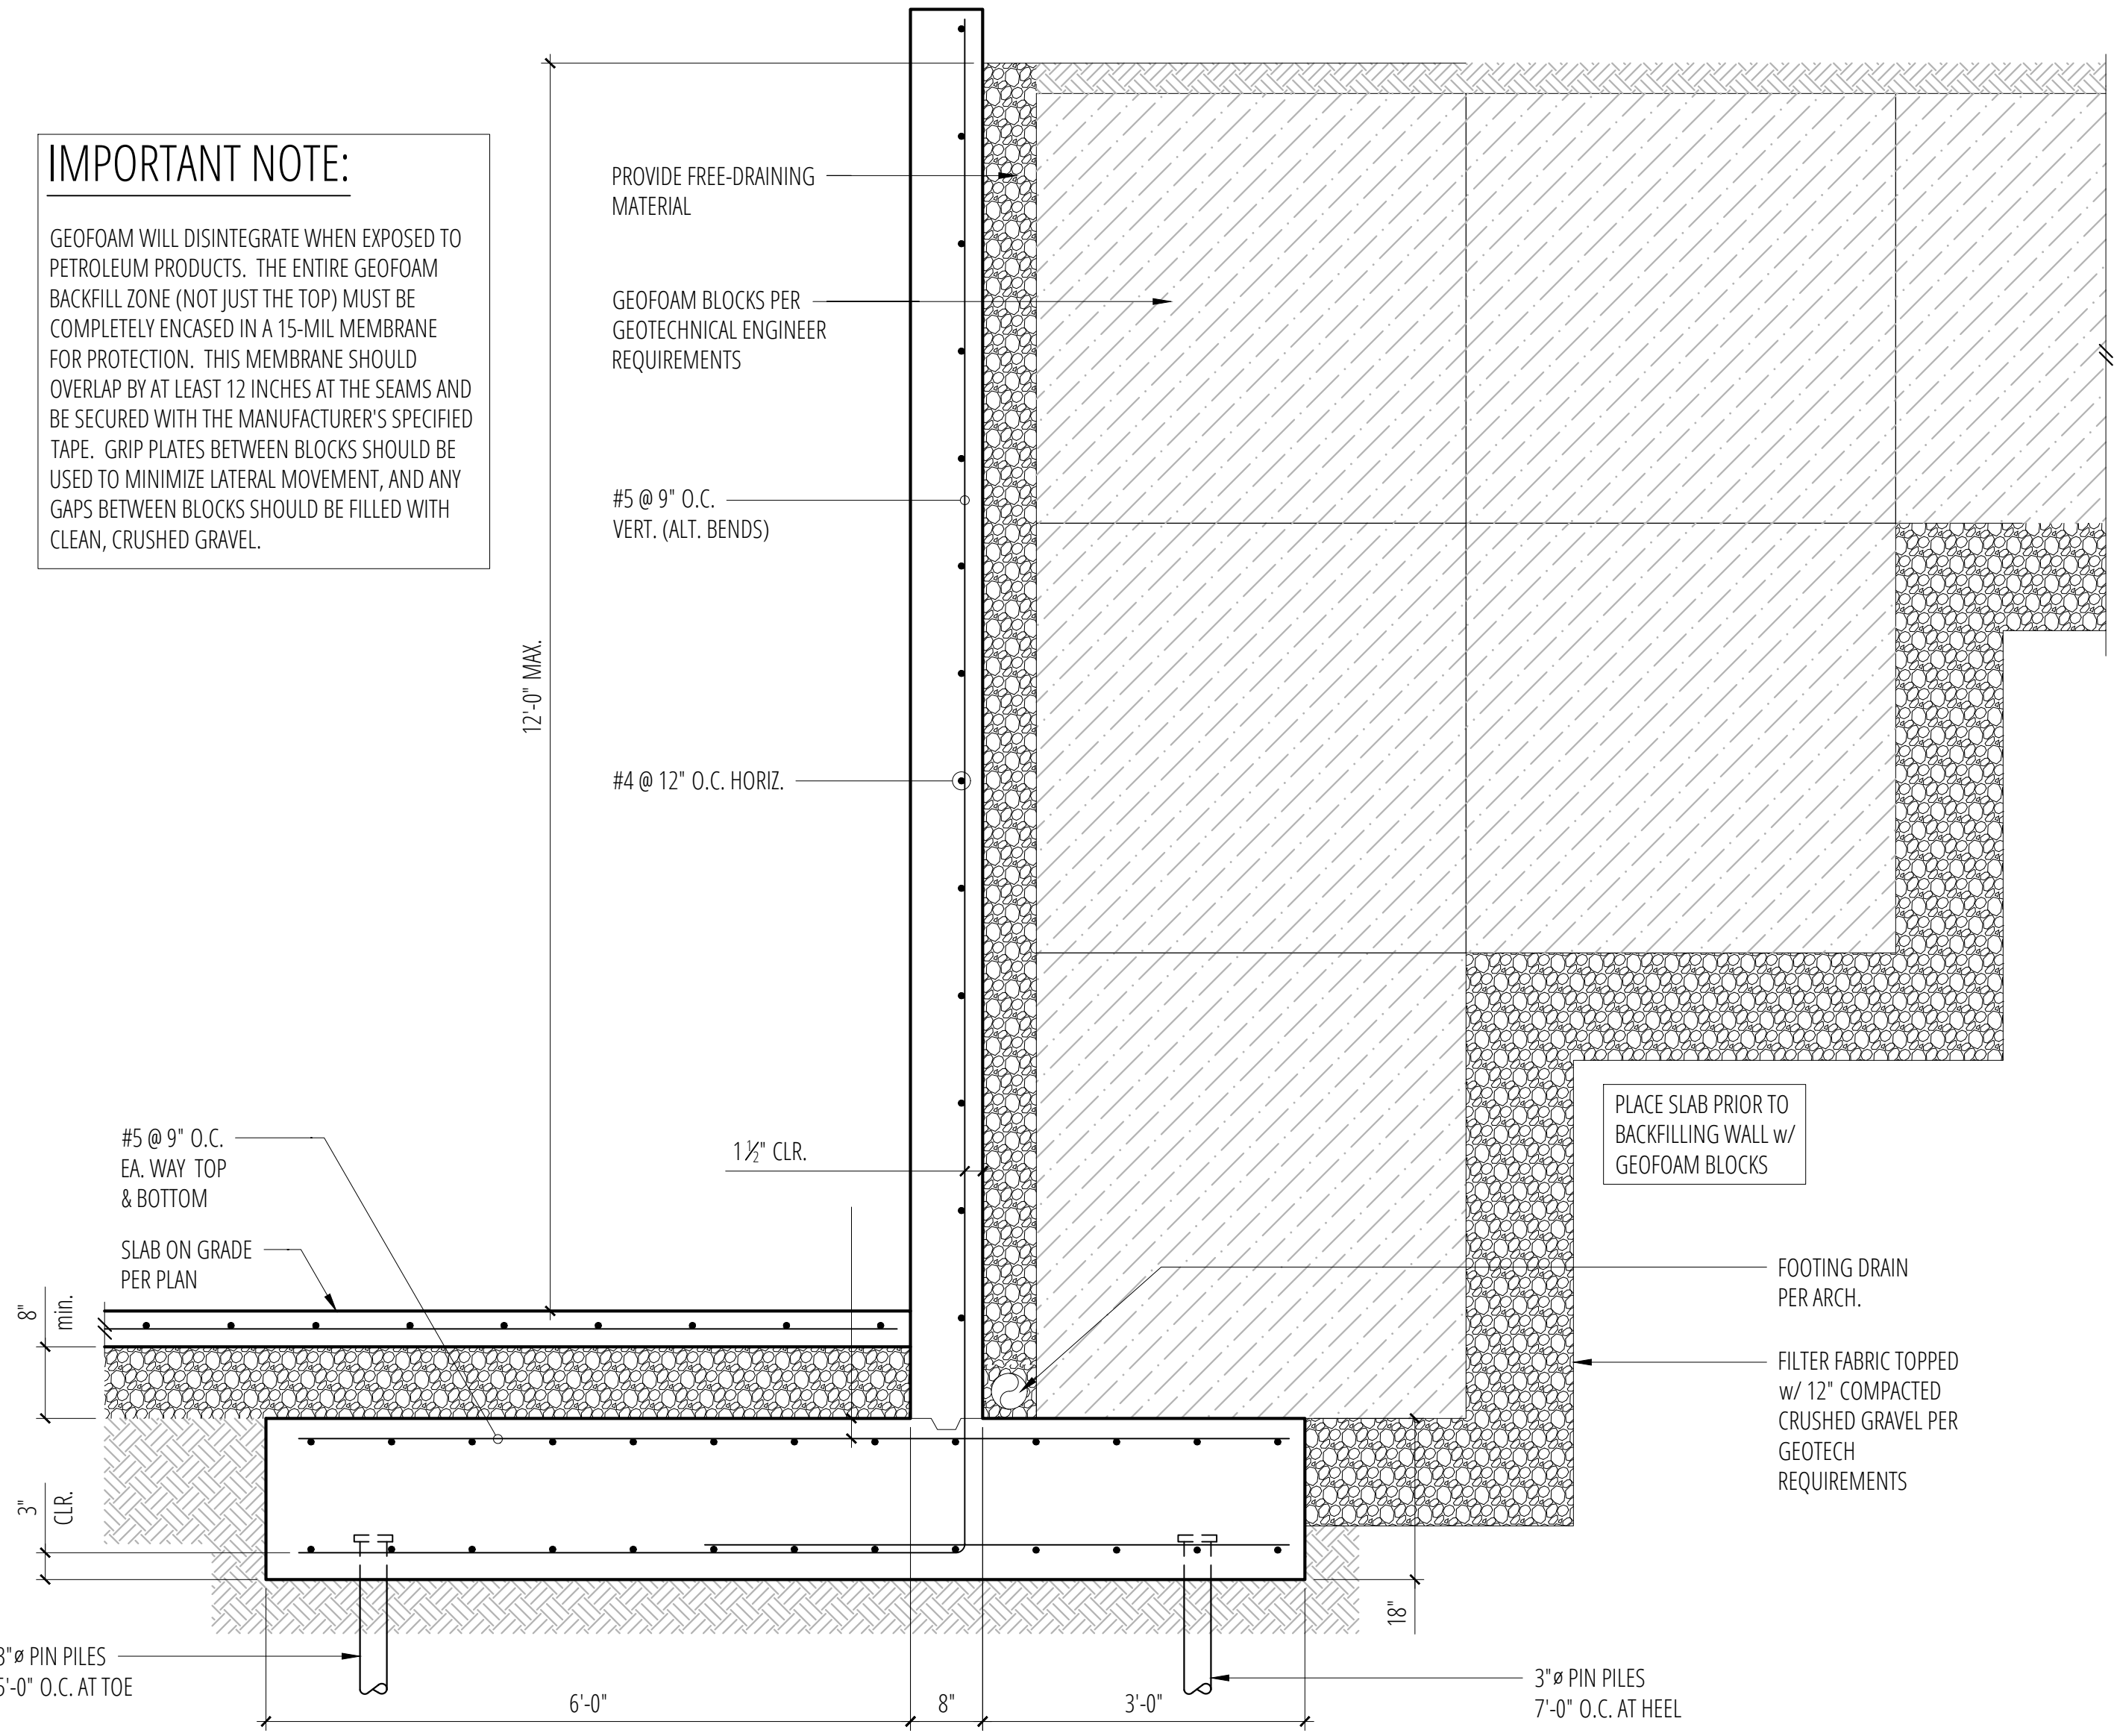 IMPORTANT NOTE:
GEOFOAM WILL DISINTEGRATE WHEN EXPOSED TO
PETROLEUM PRODUCTS. THE ENTIRE GEOFOAM
BACKFILL ZONE (NOT JUST THE TOP) MUST BE
COMPLETELY ENCASED IN A 15-MIL MEMBRANE
FOR PROTECTION. THIS MEMBRANE SHOULD
OVERLAP BY AT LEAST 12 INCHES AT THE SEAMS AND
BE SECURED WITH THE MANUFACTURER'S SPECIFIED
TAPE. GRIP PLATES BETWEEN BLOCKS SHOULD BE
USED TO MINIMIZE LATERAL MOVEMENT, AND ANY
GAPS BETWEEN BLOCKS SHOULD BE FILLED WITH
CLEAN, CRUSHED GRAVEL.
PROVIDE FREE-DRAINING
MATERIAL
GEOFOAM BLOCKS PER
GEOTECHNICAL ENGINEER
REQUIREMENTS
#5 @ 9" O.C.
VERT. (ALT. BENDS)
12'-0" MAX.
#4 @ 12" O.C. HORIZ.
1½" CLR.
#5 @ 9" O.C.
EA. WAY TOP
& BOTTOM
SLAB ON GRADE
PER PLAN
8"
min.
3"
CLR.
PLACE SLAB PRIOR TO
BACKFILLING WALL w/
GEOFOAM BLOCKS
FOOTING DRAIN
PER ARCH.
FILTER FABRIC TOPPED
w/ 12" COMPACTED
CRUSHED GRAVEL PER
GEOTECH
REQUIREMENTS
18"
"ø PIN PILES
'-0" O.C. AT TOE
6'-0"
8"
3'-0"
3"ø PIN PILES
7'-0" O.C. AT HEEL